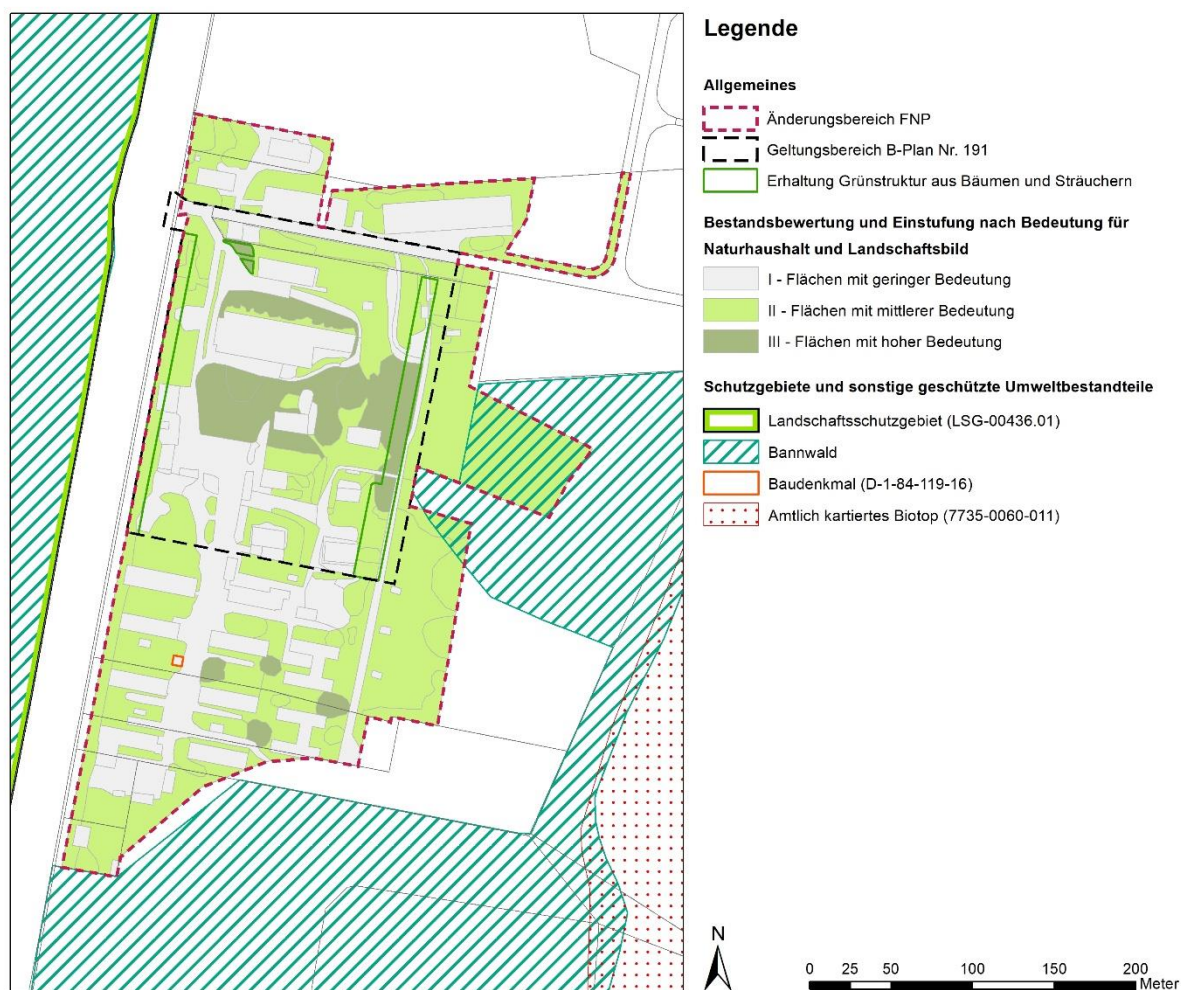 Legende
Allgemeines
Änderungsbereich FNP
Geltungsbereich B-Plan Nr. 191
Erhaltung Grünstruktur aus Bäumen und Sträuchern
Bestandsbewertung und Einstufung nach Bedeutung für
Naturhaushalt und Landschaftsbild
I - Flächen mit geringer Bedeutung
II - Flächen mit mittlerer Bedeutung
III - Flächen mit hoher Bedeutung
Schutzgebiete und sonstige geschützte Umweltbestandteile
Landschaftsschutzgebiet (LSG-00436.01)
Bannwald
Baudenkmal (D-1-84-119-16)
Amtlich kartiertes Biotop (7735-0060-011)
N
0 25 50 100 150 200
Meter